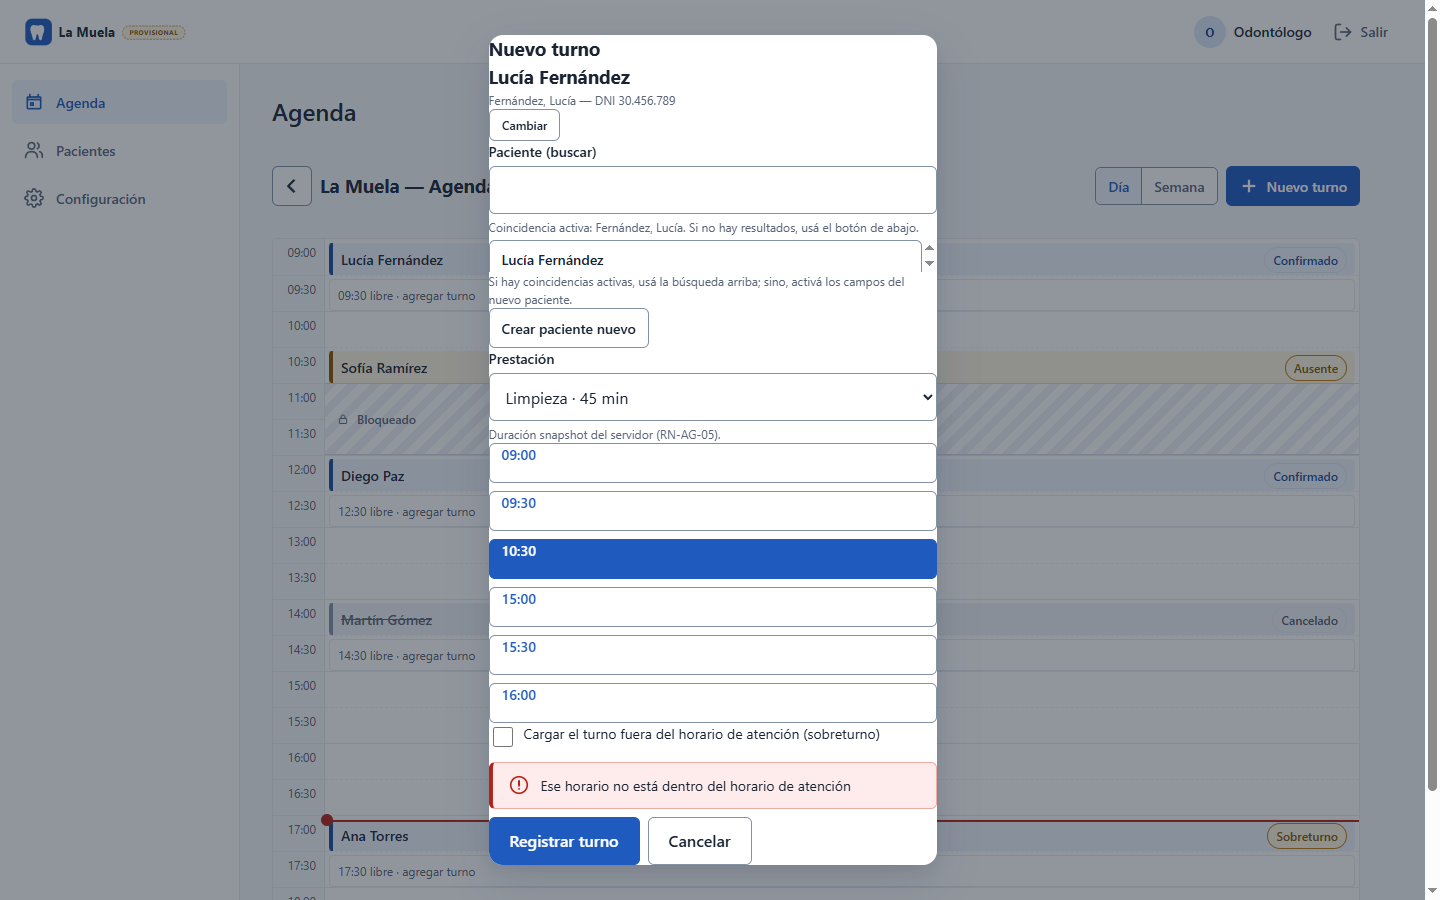 La Muela
PROVISIONAL
O
Odontólogo
Salir
Agenda
Pacientes
Configuración
Agenda
La Muela — Agenda
Día
Semana
Nuevo turno
09:00
Lucía Fernández
Confirmado
09:30
09:30 libre · agregar turno
10:00
10:30
Sofía Ramírez
Ausente
11:00
Bloqueado
11:30
12:00
Diego Paz
Confirmado
12:30
12:30 libre · agregar turno
13:00
13:30
14:00
Martín Gómez
Cancelado
14:30
14:30 libre · agregar turno
15:00
15:30
16:00
16:30
17:00
Ana Torres
Sobreturno
17:30
17:30 libre · agregar turno
Nuevo turno
Lucía Fernández
Fernández, Lucía — DNI 30.456.789
Cambiar
Paciente (buscar)
Coincidencia activa: Fernández, Lucía. Si no hay resultados, usá el botón de abajo.
Lucía Fernández
Si hay coincidencias activas, usá la búsqueda arriba; sino, activá los campos del
nuevo paciente.
Crear paciente nuevo
Prestación
Limpieza · 45 min
Duración snapshot del servidor (RN-AG-05).
09:00
09:30
10:30
15:00
15:30
16:00
Cargar el turno fuera del horario de atención (sobreturno)
Ese horario no está dentro del horario de atención
Registrar turno
Cancelar